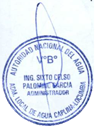 AUTORIDAD NACIONAL DEL AGUA
V°B°
ING. SIXTO CELSO
PALOMINO GARCIA
ADMINISTRADOR
LOCAL DE AGUA CAPLINA LOCUMBA